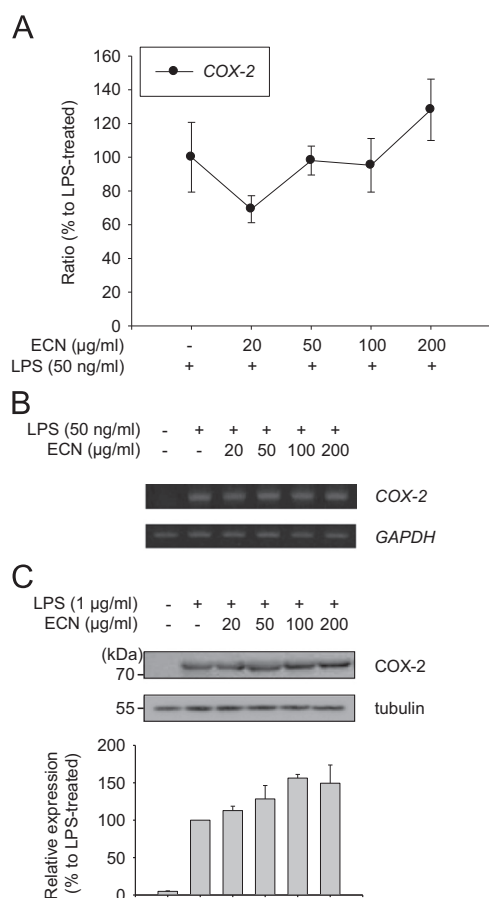 A
COX-2
160
140
120
100
80
60
40
20
0
Ratio (% to LPS-treated)
ECN (µg/ml) - 20 50 100 200
LPS (50 ng/ml) + + + + +
B
LPS (50 ng/ml) - + + + + +
ECN (µg/ml) - - 20 50 100 200
COX-2
GAPDH
C
LPS (1 µg/ml) - + + + + +
ECN (µg/ml) - - 20 50 100 200
(kDa)
70
COX-2
55
tubulin
200
150
100
50
0
Relative expression
(% to LPS-treated)